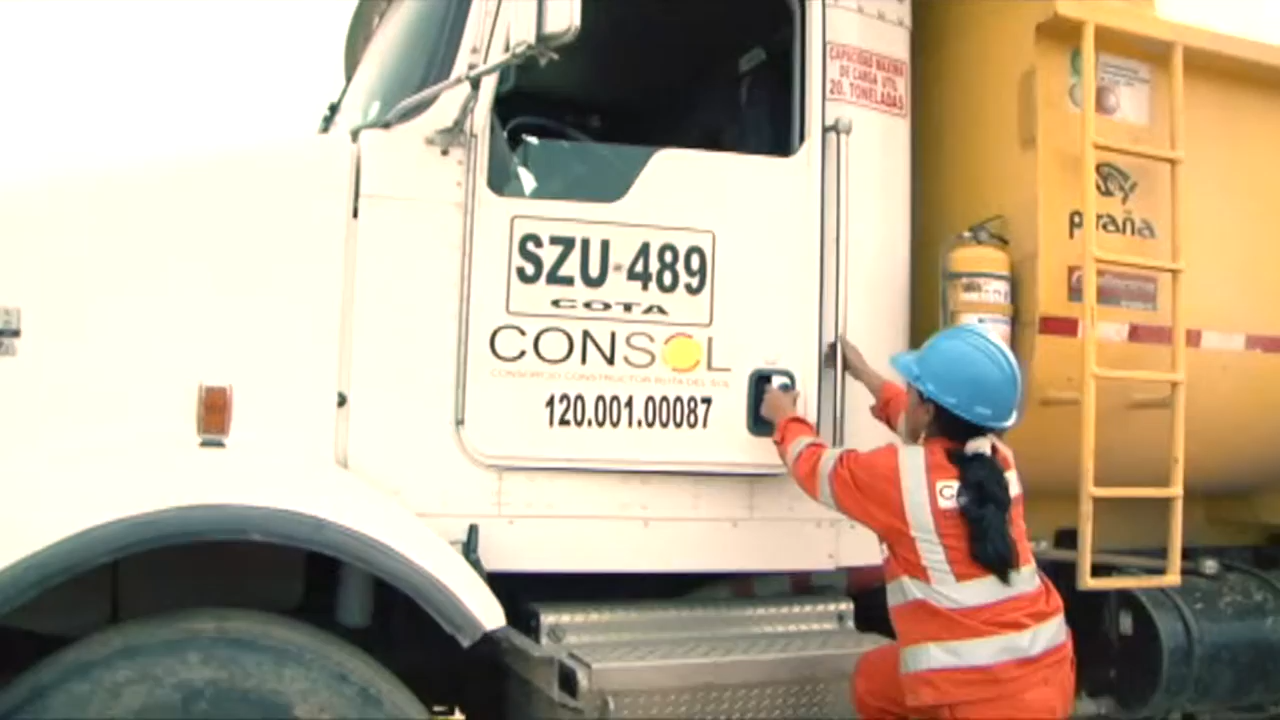 CAPACIDAD MAXIMA
DE CARGA UTIL
20. TONELADAS
piraña
SZU-489
COTA
CONSOL
CONSORCIO CONSTRUCTOR RUTA DEL SOL
120.001.00087